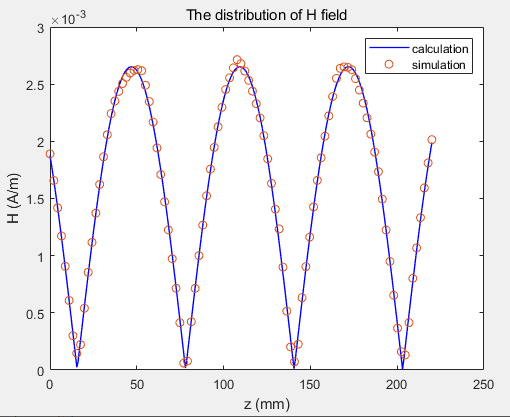 The distribution of H field
×10⁻³
3
2.5
2
1.5
1
0.5
0
H (A/m)
calculation
simulation
0
50
100
150
200
250
z (mm)